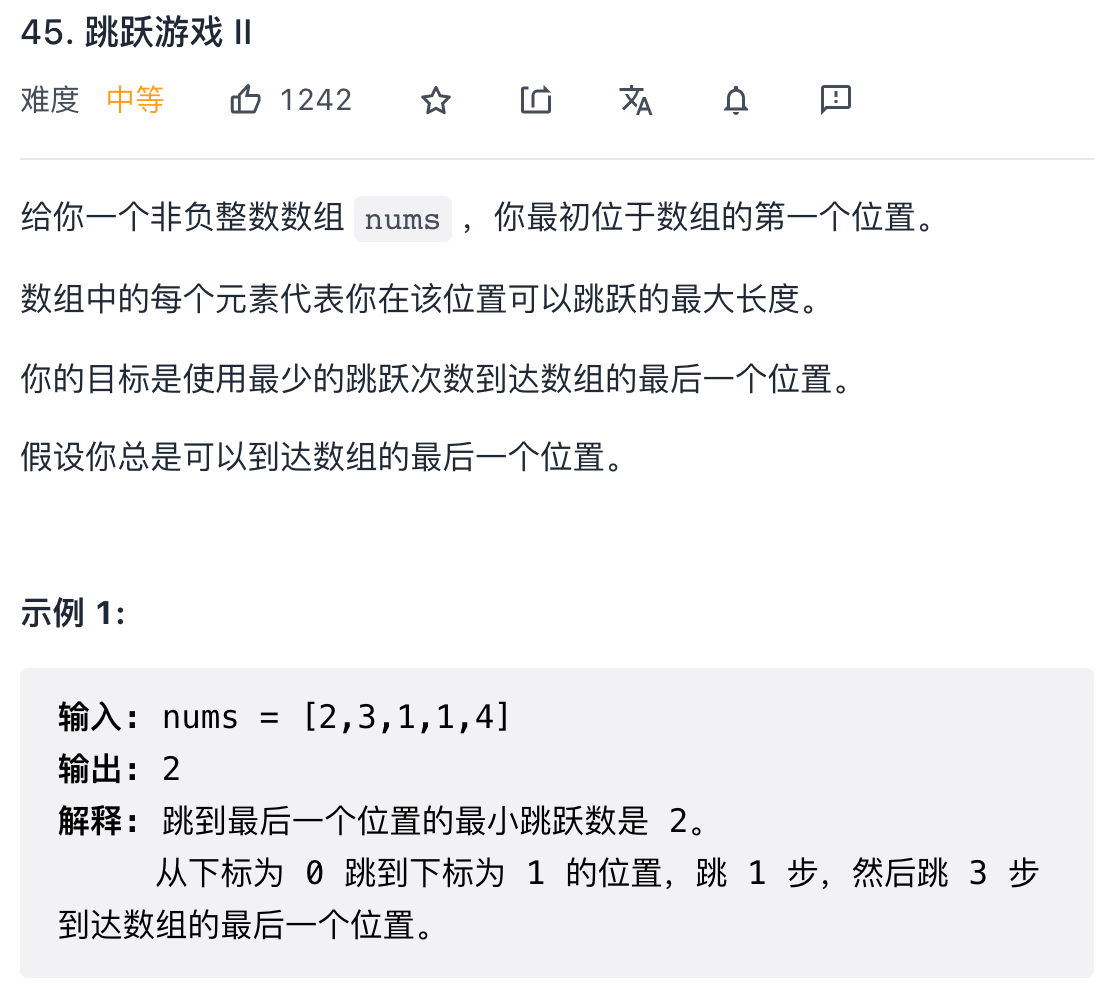 45. 跳跃游戏 II
难度 中等 1242
给你一个非负整数数组 nums ，你最初位于数组的第一个位置。
数组中的每个元素代表你在该位置可以跳跃的最大长度。
你的目标是使用最少的跳跃次数到达数组的最后一个位置。
假设你总是可以到达数组的最后一个位置。
示例 1:
输入: nums = [2,3,1,1,4]
输出: 2
解释: 跳到最后一个位置的最小跳跃数是 2。
从下标为 0 跳到下标为 1 的位置，跳 1 步，然后跳 3 步
到达数组的最后一个位置。